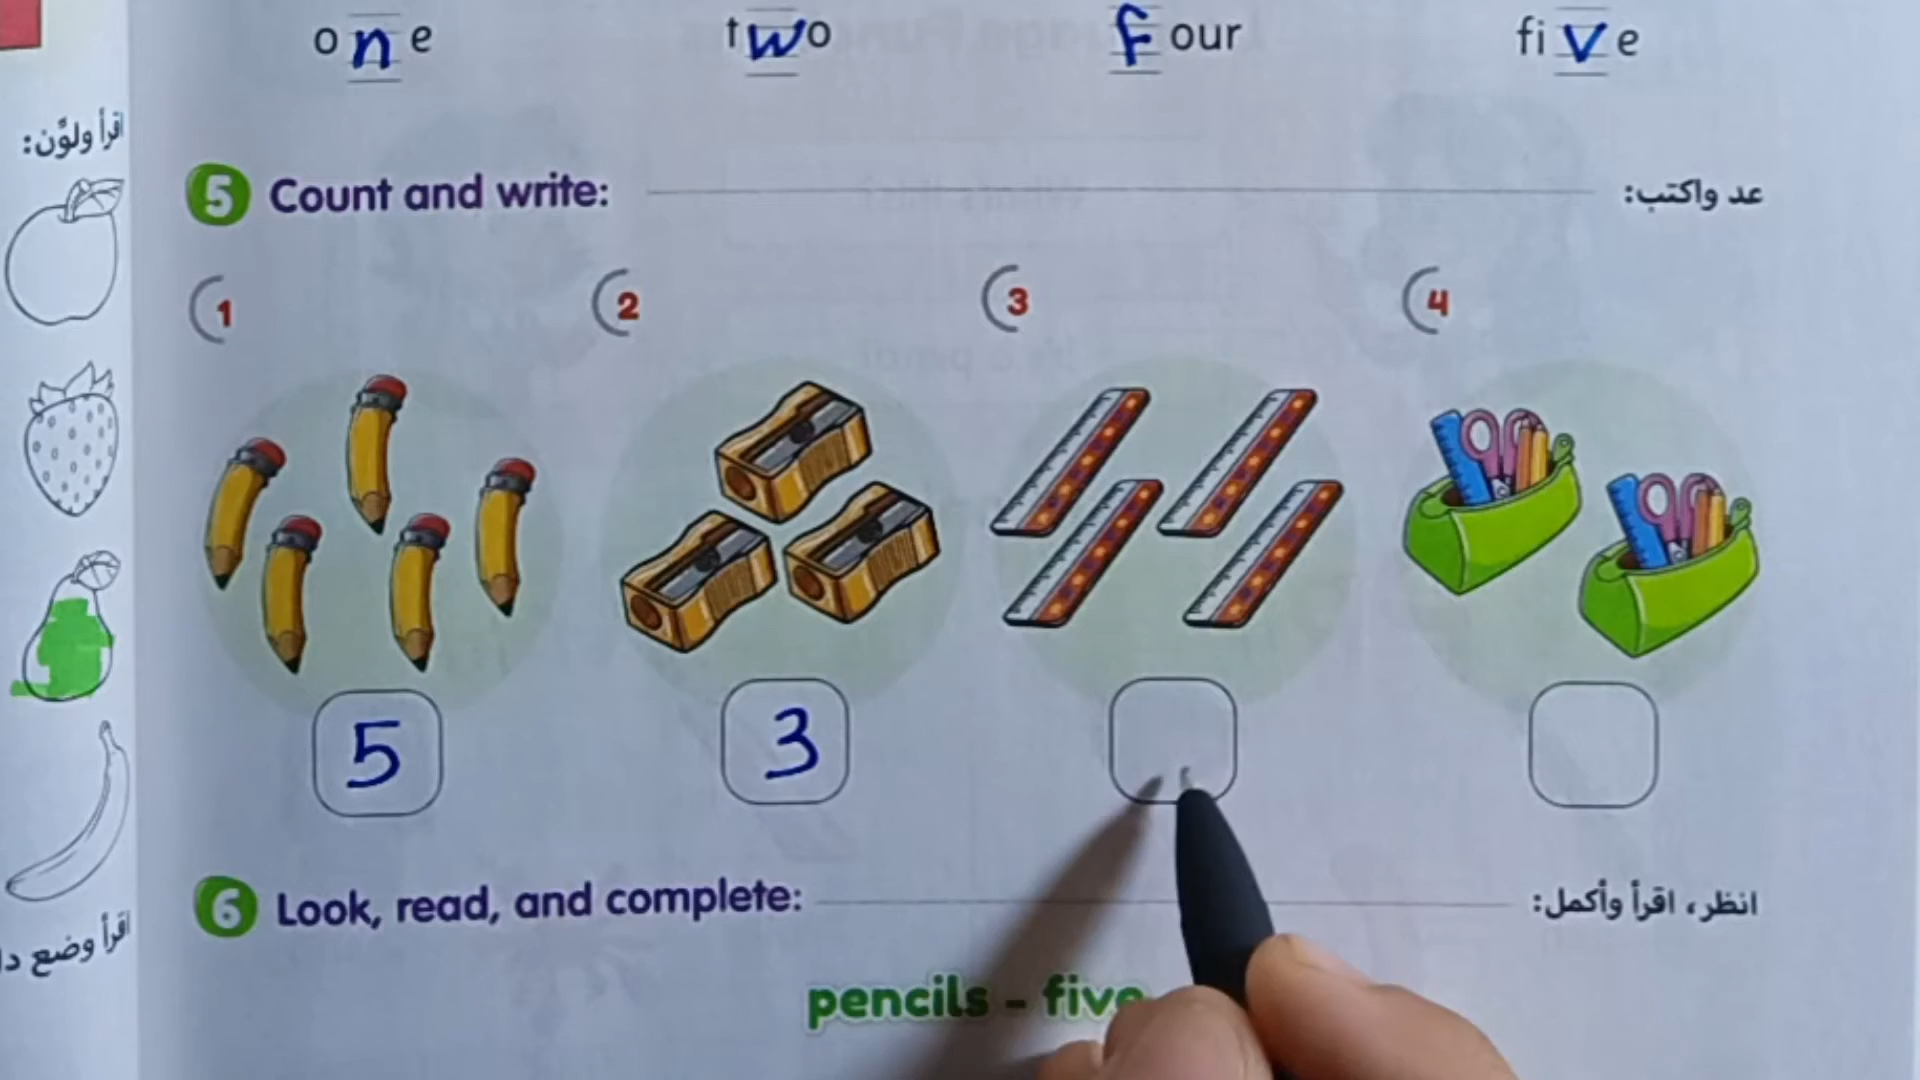 one two four five
اقرأ ولوِّن:
5 Count and write: عد واكتب:
1 2 3 4
5 3
6 Look, read, and complete: انظر، اقرأ وأكمل:
اقرأ وضع
pencils - five